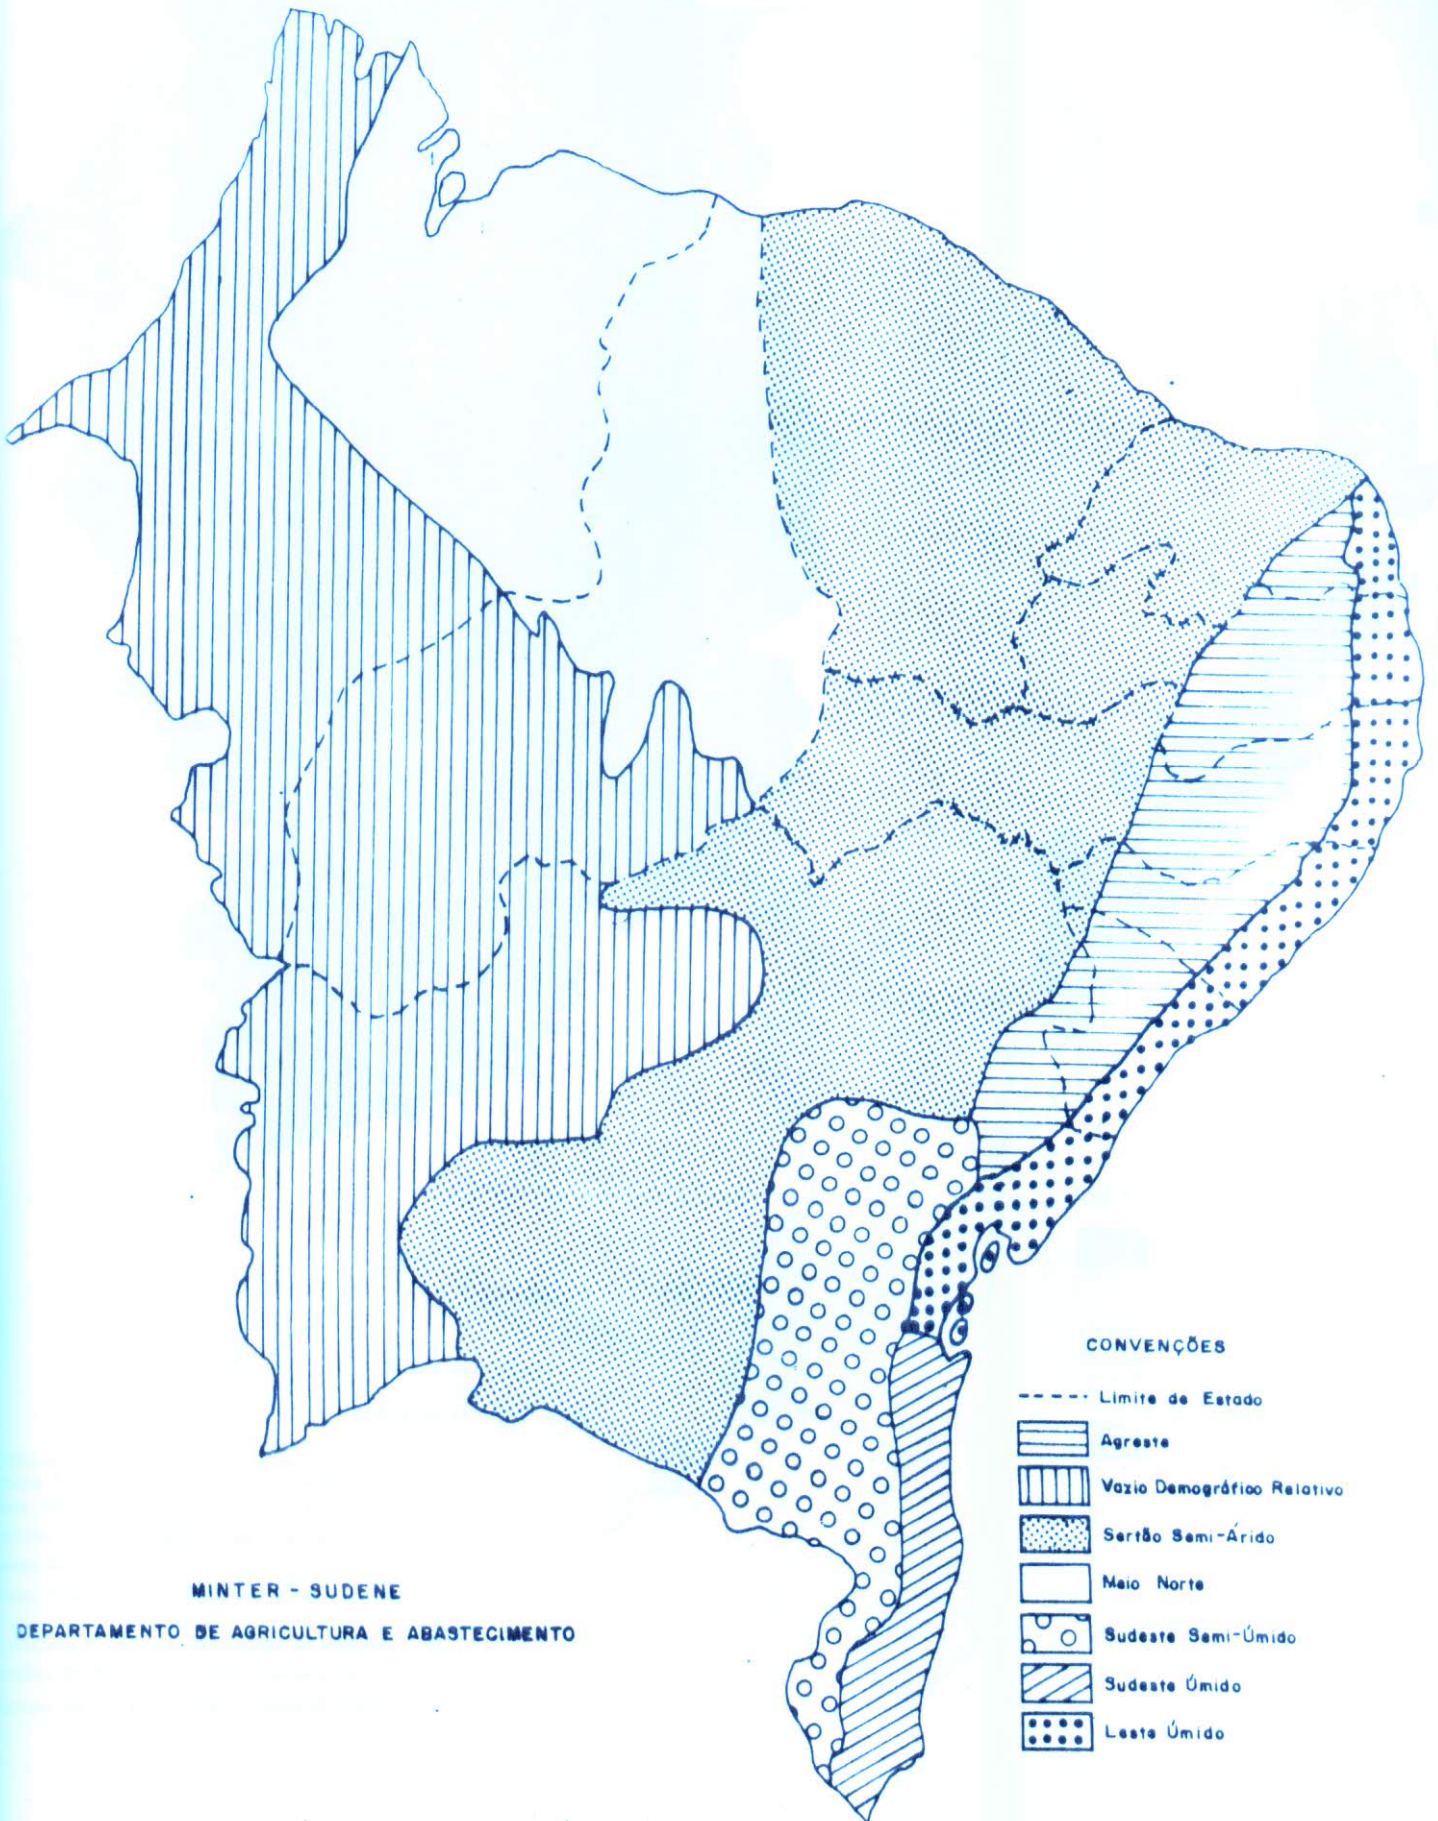 CONVENÇÕES
Limite de Estado
Agreste
Vazio Demográfico Relativo
Sertão Semi-Árido
Meio Norte
Sudeste Semi-Úmido
Sudeste Úmido
Leste Úmido
MINTER - SUDENE
DEPARTAMENTO DE AGRICULTURA E ABASTECIMENTO